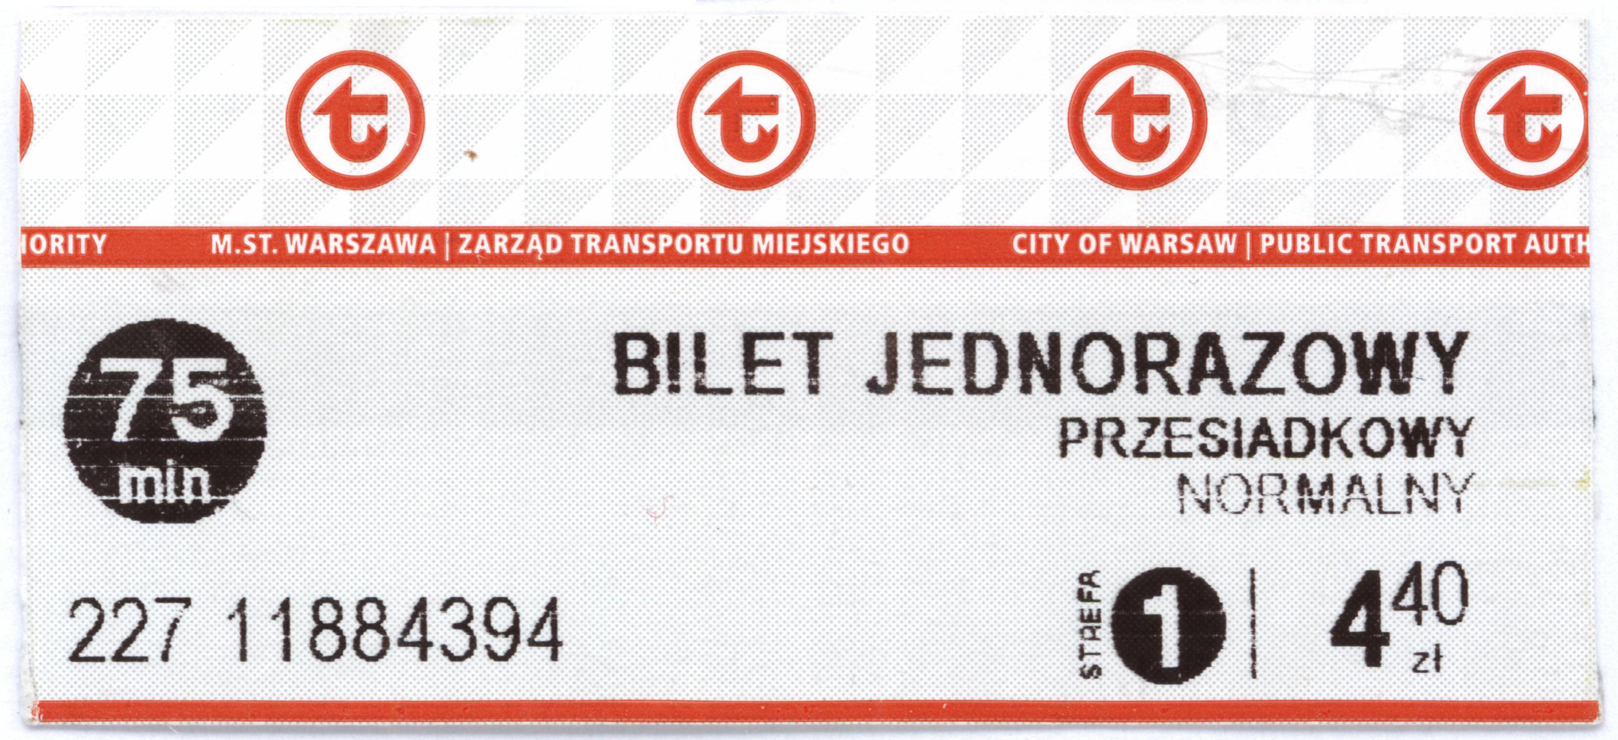 IORITY M.ST. WARSZAWA | ZARZĄD TRANSPORTU MIEJSKIEGO CITY OF WARSAW | PUBLIC TRANSPORT AUTH
75
min
BILET JEDNORAZOWY
PRZESIADKOWY
NORMALNY
227 11884394
STREFA 1 | 4 40 zł